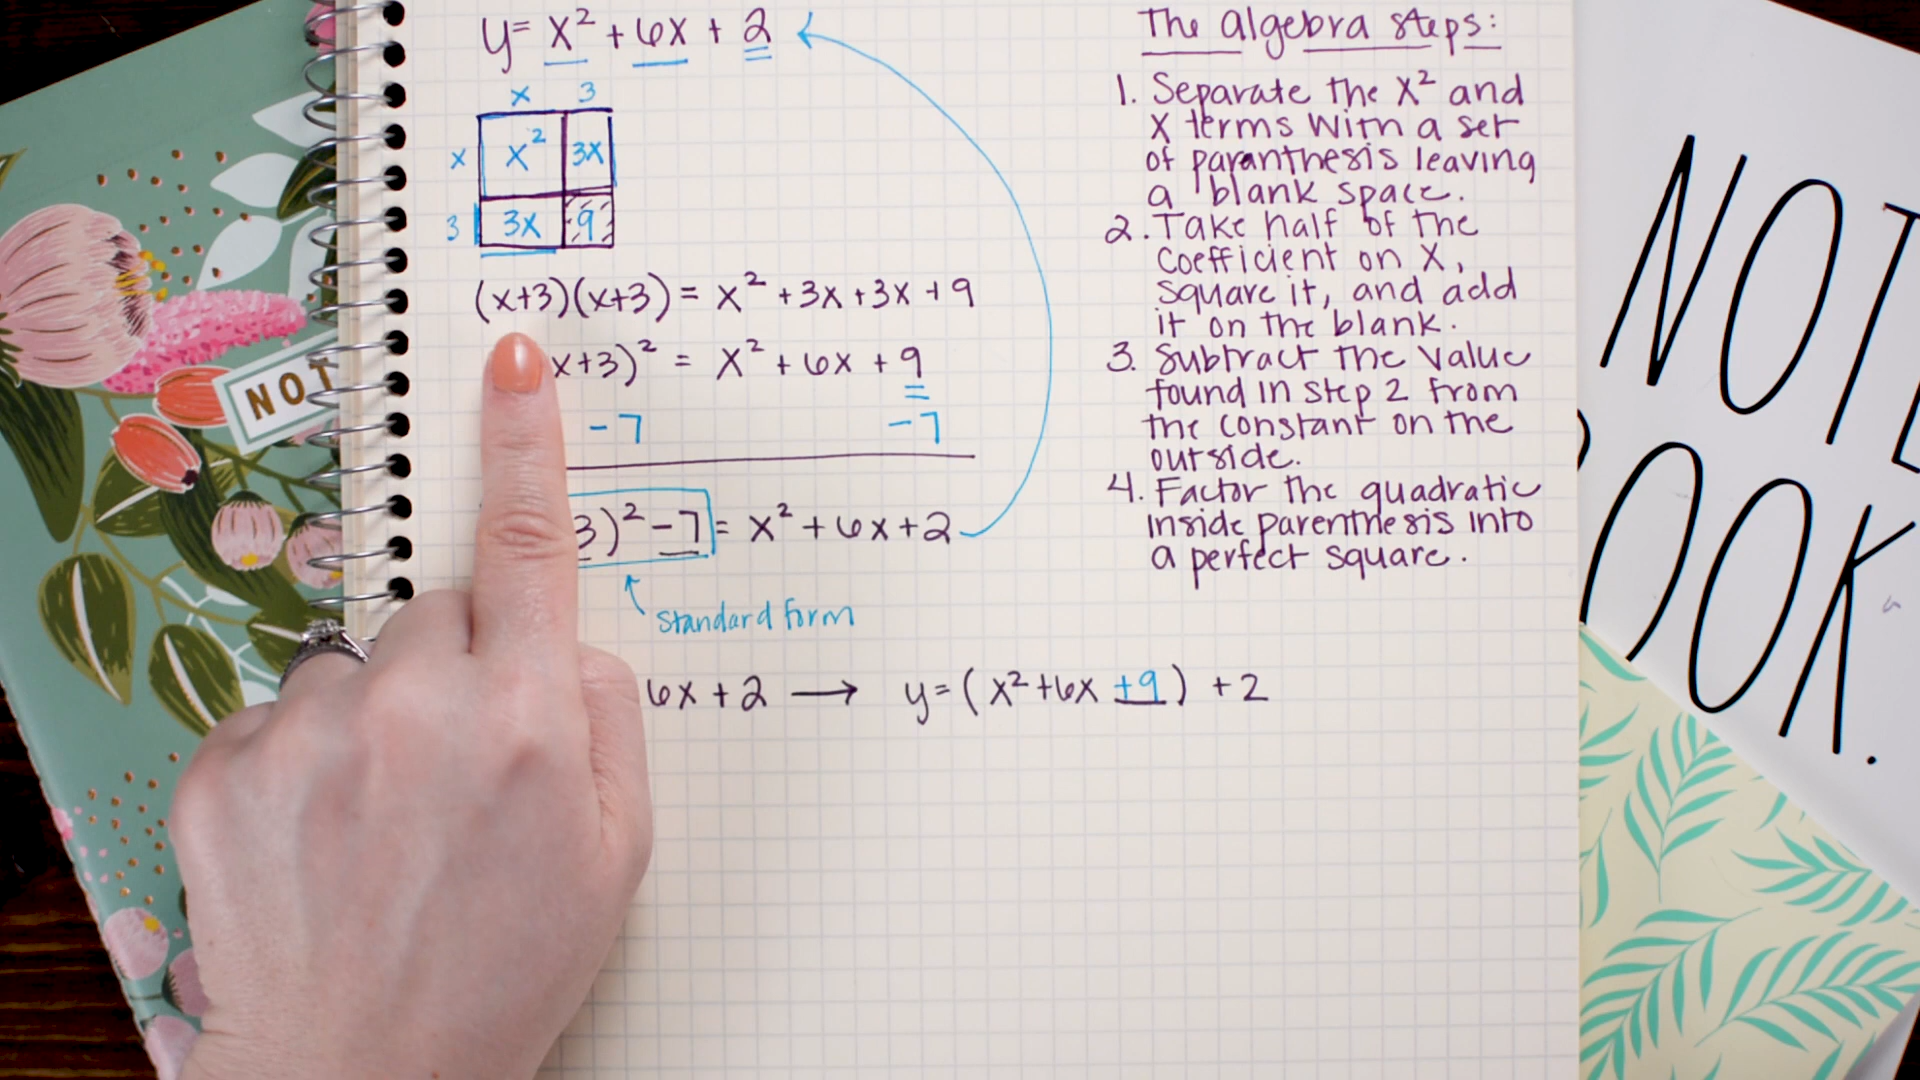 y= x² + 6x + 2
x 3
x x² 3x
3 3x 9
(x+3)(x+3) = x² + 3x + 3x + 9
x+3)² = x² + 6x + 9
-7 -7
3)² -7 = x² + 6x + 2
standard form
6x + 2 → y= ( x² + 6x +9 ) + 2
The algebra steps:
1. Separate the x² and
x terms with a set
of paranthesis leaving
a blank space.
2. Take half of the
coefficient on x,
square it, and add
it on the blank.
3. Subtract the value
found in step 2 from
the constant on the
outside.
4. Factor the quadratic
inside parenthesis into
a perfect square.
NOT
NOTE
OOK.